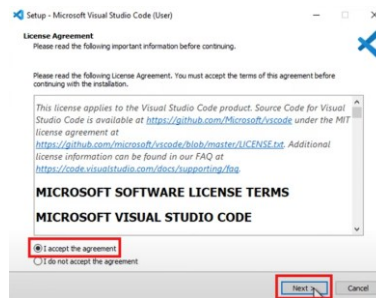 Setup - Microsoft Visual Studio Code (User)
License Agreement
Please read the following important information before continuing.
Please read the following License Agreement. You must accept the terms of this agreement before
continuing with the installation.
This license applies to the Visual Studio Code product. Source Code for Visual
Studio Code is available at https://github.com/Microsoft/vscode under the MIT
license agreement at
https://github.com/microsoft/vscode/blob/master/LICENSE.txt. Additional
license information can be found in our FAQ at
https://code.visualstudio.com/docs/supporting/faq.
MICROSOFT SOFTWARE LICENSE TERMS
MICROSOFT VISUAL STUDIO CODE
I accept the agreement
I do not accept the agreement
Next >
Cancel